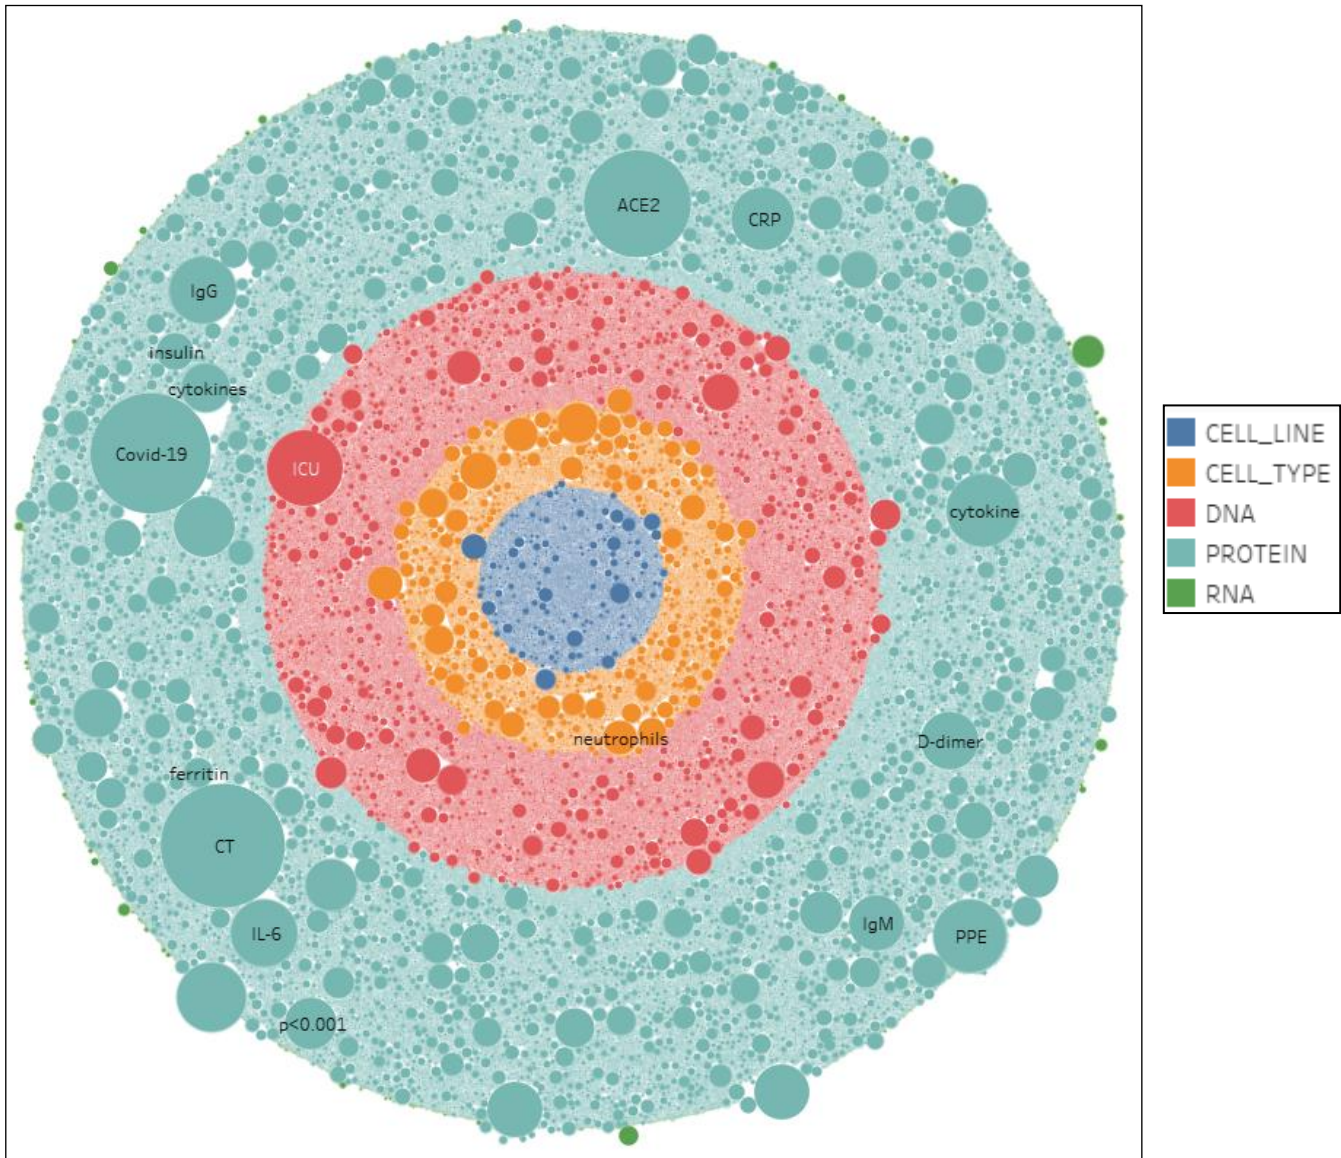 ACE2
CRP
IgG
insulin
cytokines
Covid-19
ICU
cytokine
neutrophils
D-dimer
ferritin
CT
IL-6
IgM
PPE
p<0.001
CELL_LINE
CELL_TYPE
DNA
PROTEIN
RNA